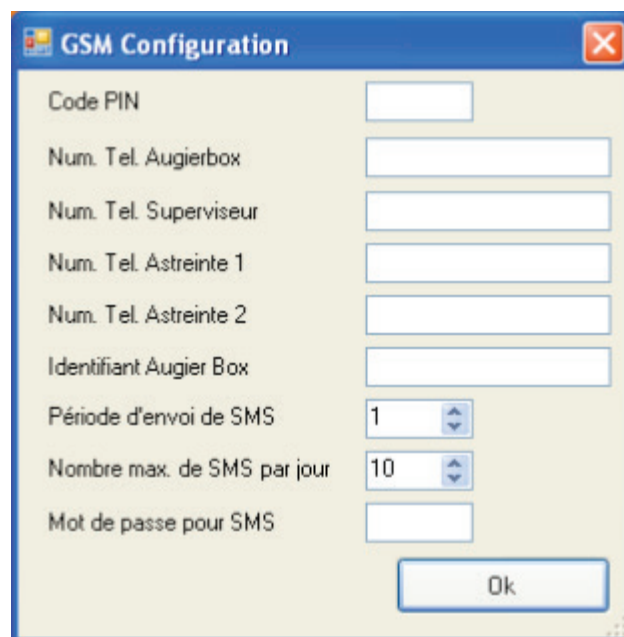 GSM Configuration
Code PIN
Num. Tel. Augierbox
Num. Tel. Superviseur
Num. Tel. Astreinte 1
Num. Tel. Astreinte 2
Identifiant Augier Box
Période d'envoi de SMS 1
Nombre max. de SMS par jour 10
Mot de passe pour SMS
Ok